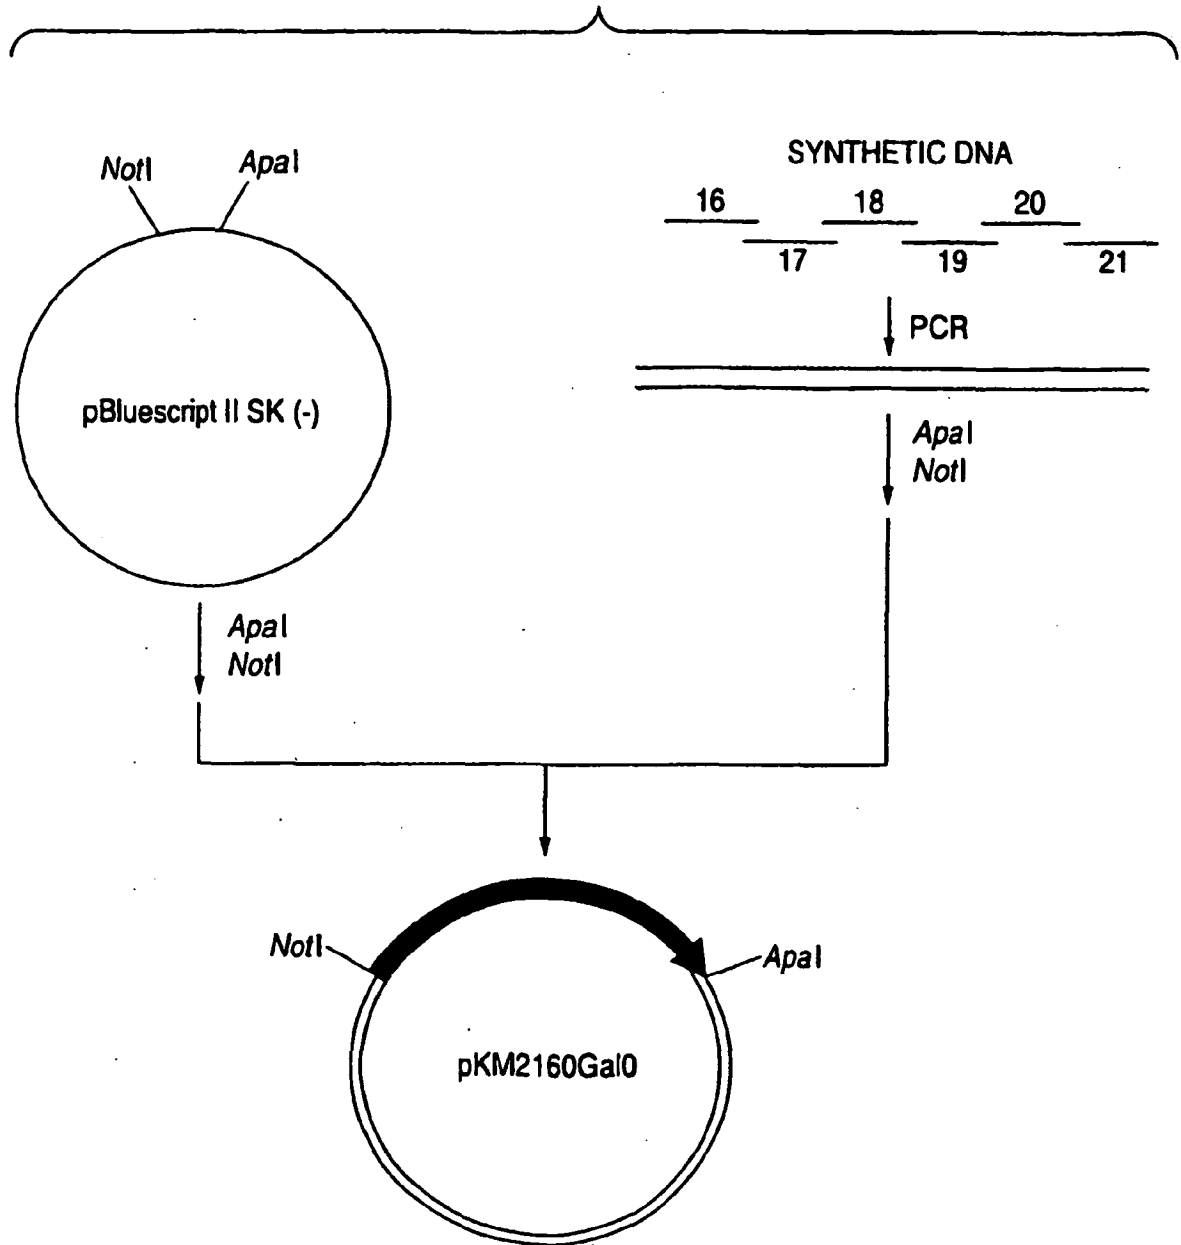 NotI
ApaI
pBluescript II SK (-)
ApaI
NotI
SYNTHETIC DNA
16
18
20
17
19
21
PCR
ApaI
NotI
NotI
ApaI
pKM2160Gal0